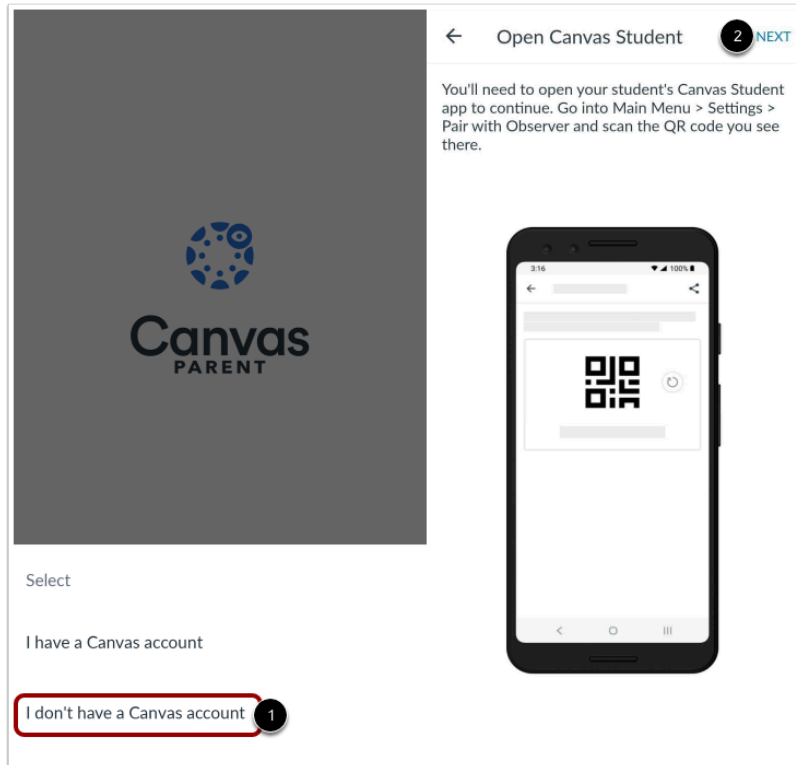 Canvas
PARENT
Select
I have a Canvas account
I don't have a Canvas account 1
← Open Canvas Student 2 NEXT
You'll need to open your student's Canvas Student
app to continue. Go into Main Menu > Settings >
Pair with Observer and scan the QR code you see
there.
3:16 100%